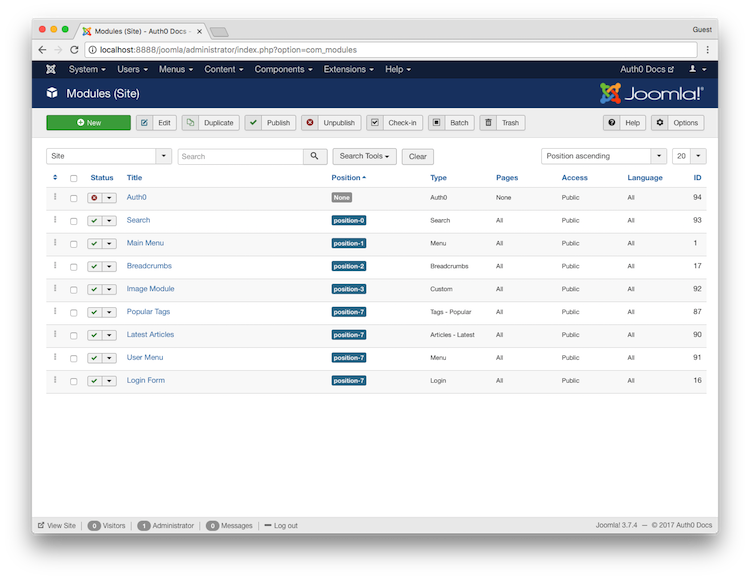 Modules (Site) - Auth0 Docs -
Guest
localhost:8888/joomla/administrator/index.php?option=com_modules
System Users Menus Content Components Extensions Help Auth0 Docs
Modules (Site) Joomla!®
New Edit Duplicate Publish Unpublish Check-in Batch Trash Help Options
Site Search Search Tools Clear Position ascending 20
Status Title Position Type Pages Access Language ID
Auth0 None Auth0 None Public All 94
Search position-0 Search All Public All 93
Main Menu position-1 Menu All Public All 1
Breadcrumbs position-2 Breadcrumbs All Public All 17
Image Module position-3 Custom All Public All 92
Popular Tags position-7 Tags - Popular All Public All 87
Latest Articles position-7 Articles - Latest All Public All 90
User Menu position-7 Menu All Public All 91
Login Form position-7 Login All Public All 16
View Site 0 Visitors 1 Administrator 0 Messages Log out Joomla! 3.7.4 — © 2017 Auth0 Docs